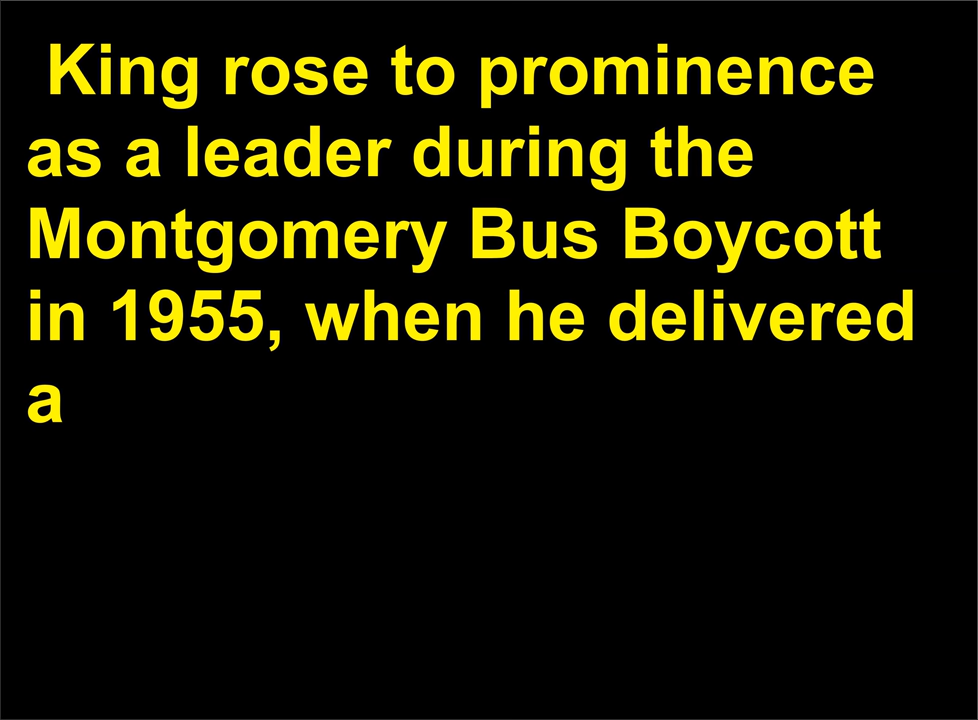 King rose to prominence
as a leader during the
Montgomery Bus Boycott
in 1955, when he delivered
a